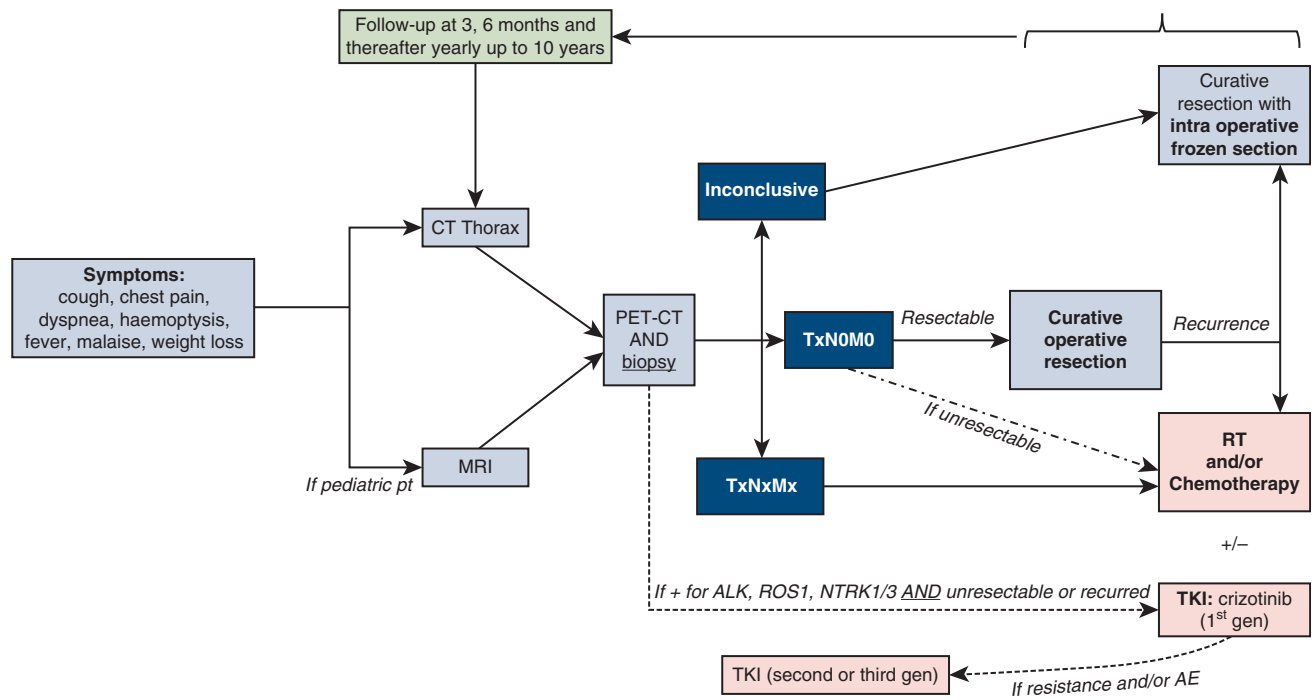 Follow-up at 3, 6 months and
thereafter yearly up to 10 years
Curative
resection with
intra operative
frozen section
Inconclusive
CT Thorax
Symptoms:
cough, chest pain,
dyspnea, haemoptysis,
fever, malaise, weight loss
PET-CT
AND
biopsy
TxN0M0
Resectable
Curative
operative
resection
Recurrence
If unresectable
If pediatric pt
MRI
TxNxMx
RT
and/or
Chemotherapy
+/–
If + for ALK, ROS1, NTRK1/3 AND unresectable or recurred
TKI: crizotinib
(1st gen)
TKI (second or third gen)
If resistance and/or AE